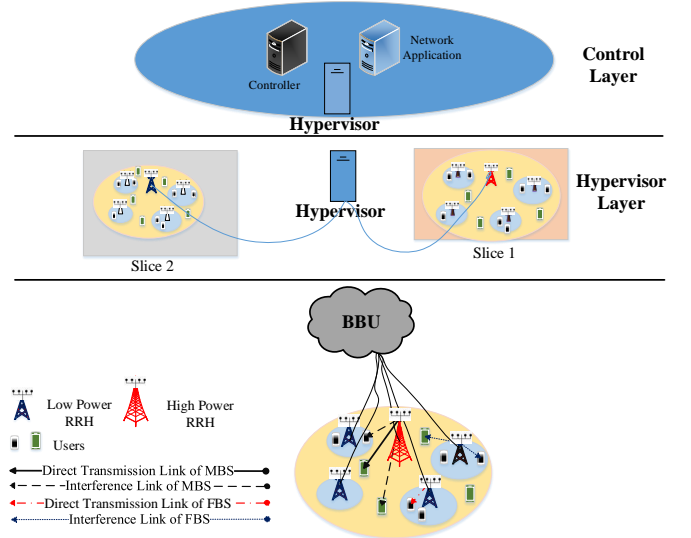 Network
Application
Controller
Control
Layer
Hypervisor
Hypervisor
Hypervisor
Layer
Slice 2
Slice 1
BBU
Low Power
RRH
High Power
RRH
Users
Direct Transmission Link of MBS
Interference Link of MBS
Direct Transmission Link of FBS
Interference Link of FBS